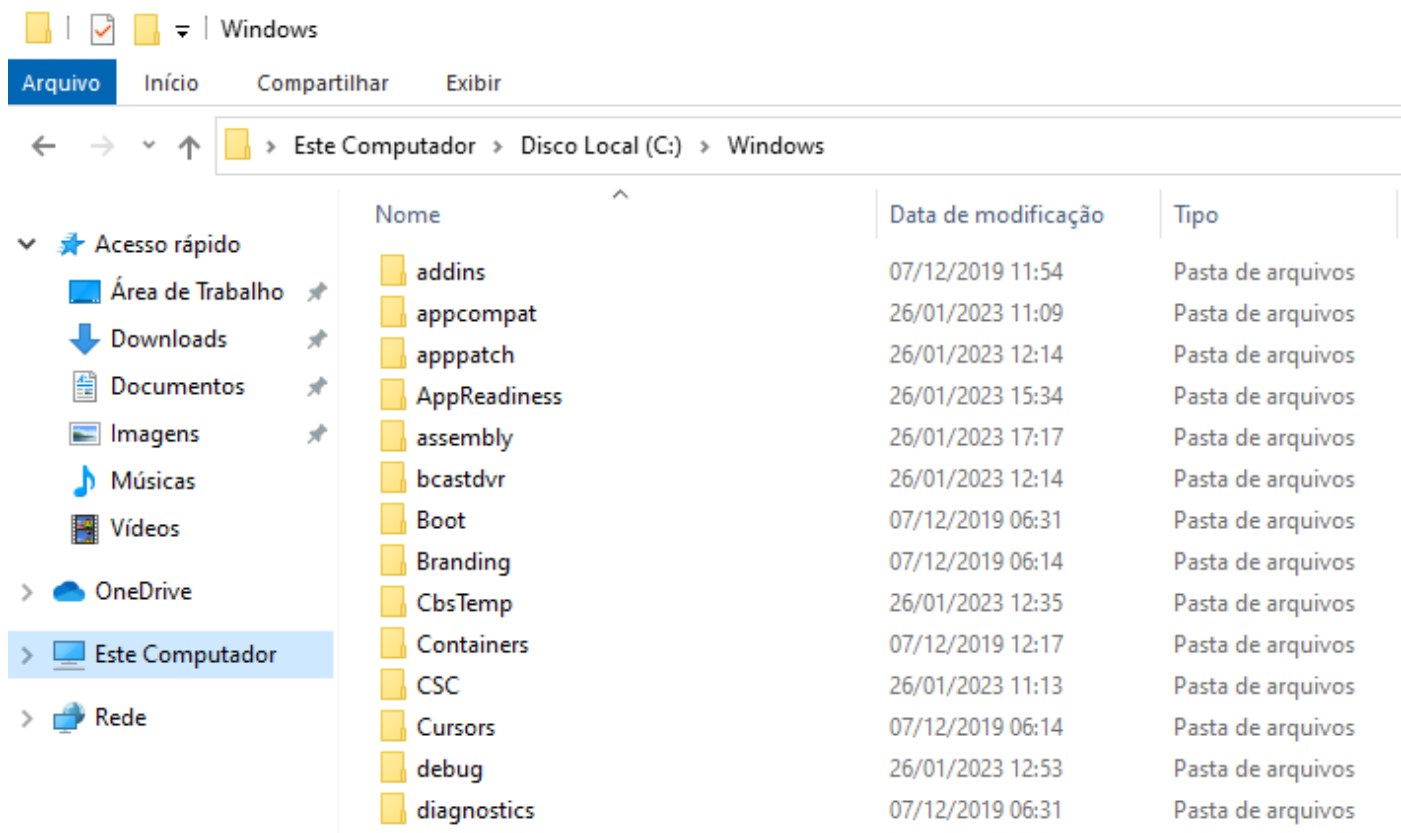 Windows
Arquivo Início Compartilhar Exibir
Este Computador > Disco Local (C:) > Windows
Nome Data de modificação Tipo
Acesso rápido
Área de Trabalho
Downloads
Documentos
Imagens
Músicas
Vídeos
OneDrive
Este Computador
Rede
addins 07/12/2019 11:54 Pasta de arquivos
appcompat 26/01/2023 11:09 Pasta de arquivos
apppatch 26/01/2023 12:14 Pasta de arquivos
AppReadiness 26/01/2023 15:34 Pasta de arquivos
assembly 26/01/2023 17:17 Pasta de arquivos
bcastdvr 26/01/2023 12:14 Pasta de arquivos
Boot 07/12/2019 06:31 Pasta de arquivos
Branding 07/12/2019 06:14 Pasta de arquivos
CbsTemp 26/01/2023 12:35 Pasta de arquivos
Containers 07/12/2019 12:17 Pasta de arquivos
CSC 26/01/2023 11:13 Pasta de arquivos
Cursors 07/12/2019 06:14 Pasta de arquivos
debug 26/01/2023 12:53 Pasta de arquivos
diagnostics 07/12/2019 06:31 Pasta de arquivos